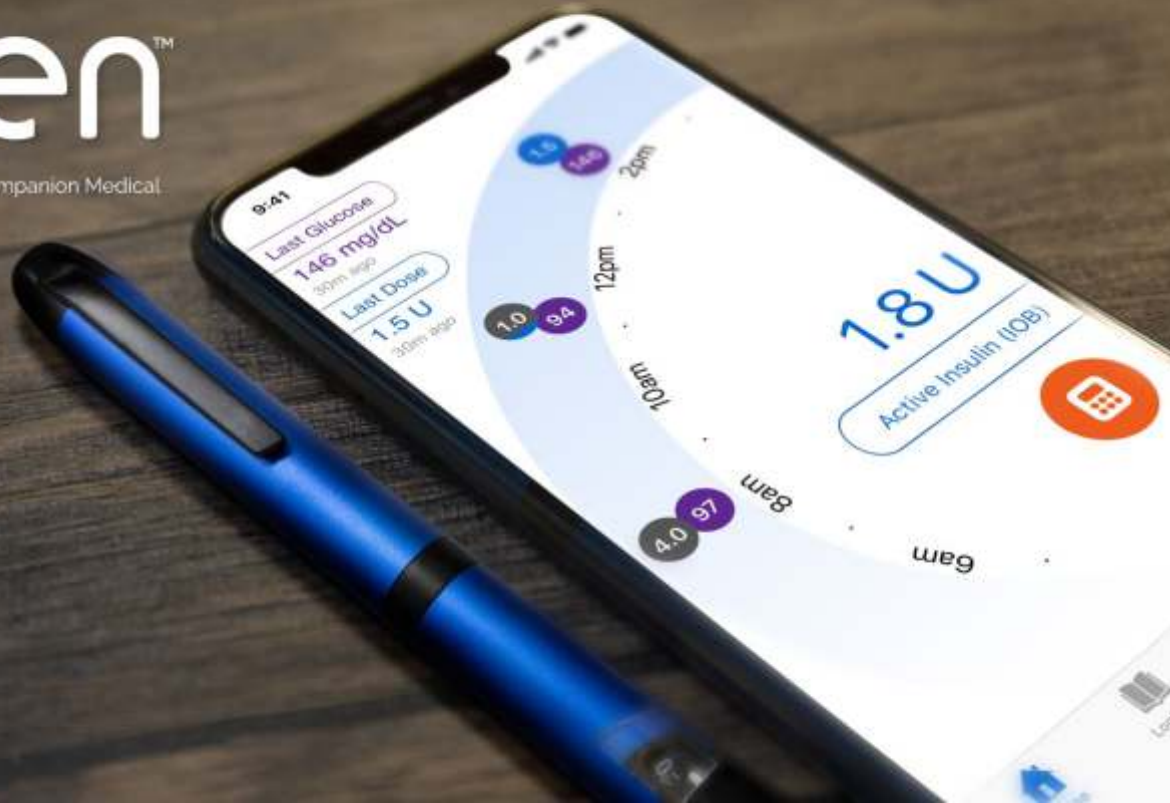 en™
mpanion Medical
9:41
Last Glucose
146 mg/dL
30m ago
Last Dose
1.5 U
30m ago
1.5
146
2pm
12pm
1.0
94
10am
97
4.0
8am
6am
1.8 U
Active Insulin (IOB)